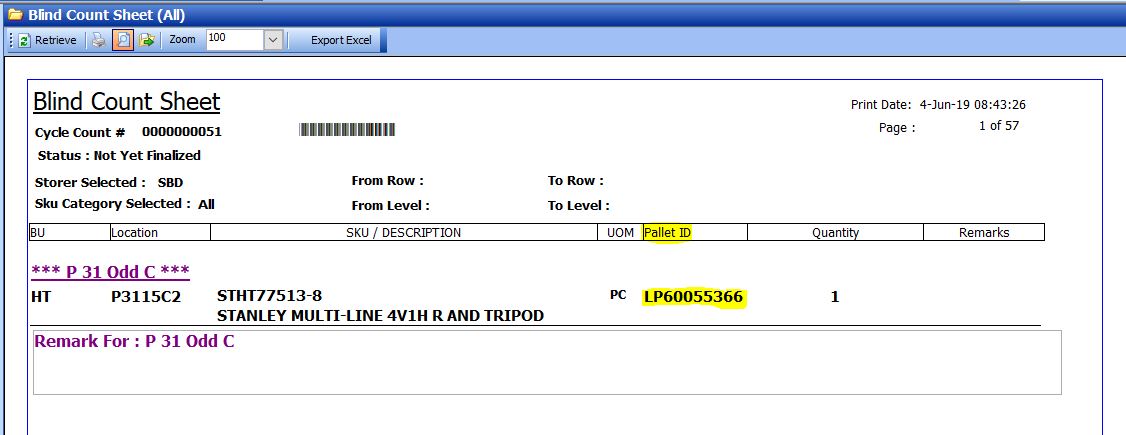 Blind Count Sheet (All)
Retrieve Zoom 100 Export Excel
Blind Count Sheet
Print Date: 4-Jun-19 08:43:26
Cycle Count # 0000000051
Page : 1 of 57
Status : Not Yet Finalized
Storer Selected : SBD From Row : To Row :
Sku Category Selected : All From Level : To Level :
BU Location SKU / DESCRIPTION UOM Pallet ID Quantity Remarks
*** P 31 Odd C ***
HT P3115C2 STHT77513-8 PC LP60055366 1
STANLEY MULTI-LINE 4V1H R AND TRIPOD
Remark For : P 31 Odd C